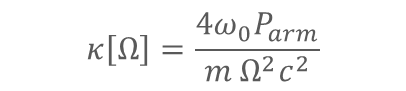 κ[Ω] = 4ω₀P_arm / m Ω² c²